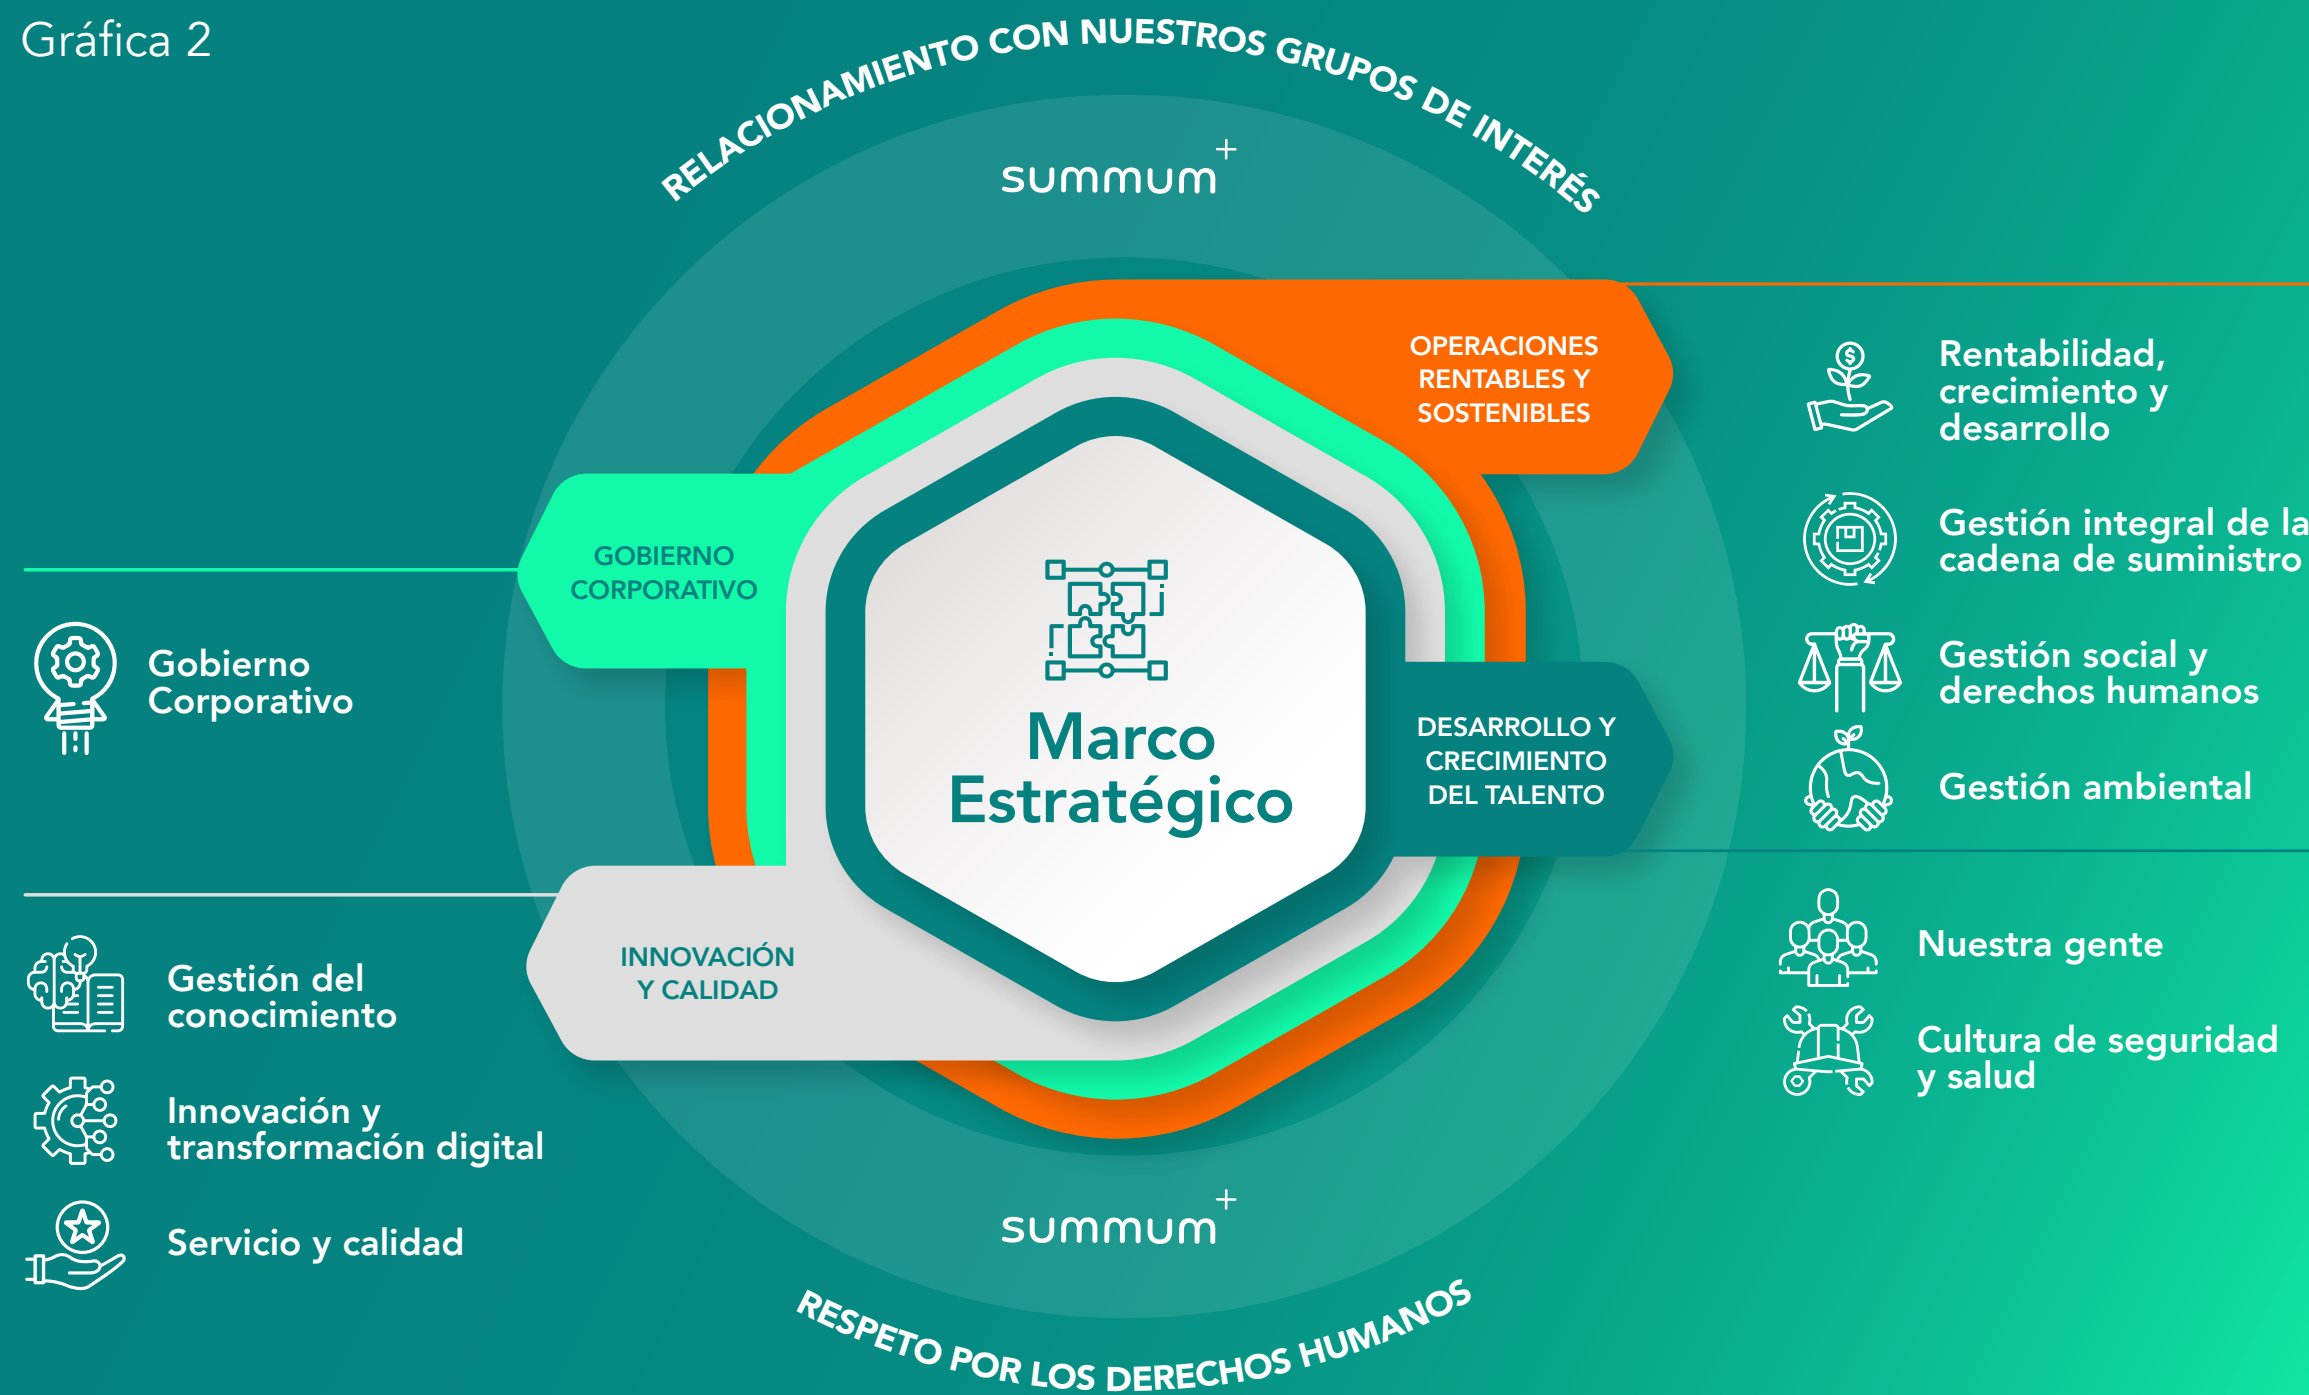 Gráfica 2
RELACIONAMIENTO CON NUESTROS GRUPOS DE INTERÉS
summum+
OPERACIONES
RENTABLES Y
SOSTENIBLES
Rentabilidad,
crecimiento y
desarrollo
Gestión integral de la
cadena de suministro
Gestión social y
derechos humanos
Gestión ambiental
GOBIERNO
CORPORATIVO
Gobierno
Corporativo
Marco
Estratégico
DESARROLLO Y
CRECIMIENTO
DEL TALENTO
Nuestra gente
Cultura de seguridad
y salud
INNOVACIÓN
Y CALIDAD
Gestión del
conocimiento
Innovación y
transformación digital
Servicio y calidad
summum+
RESPETO POR LOS DERECHOS HUMANOS